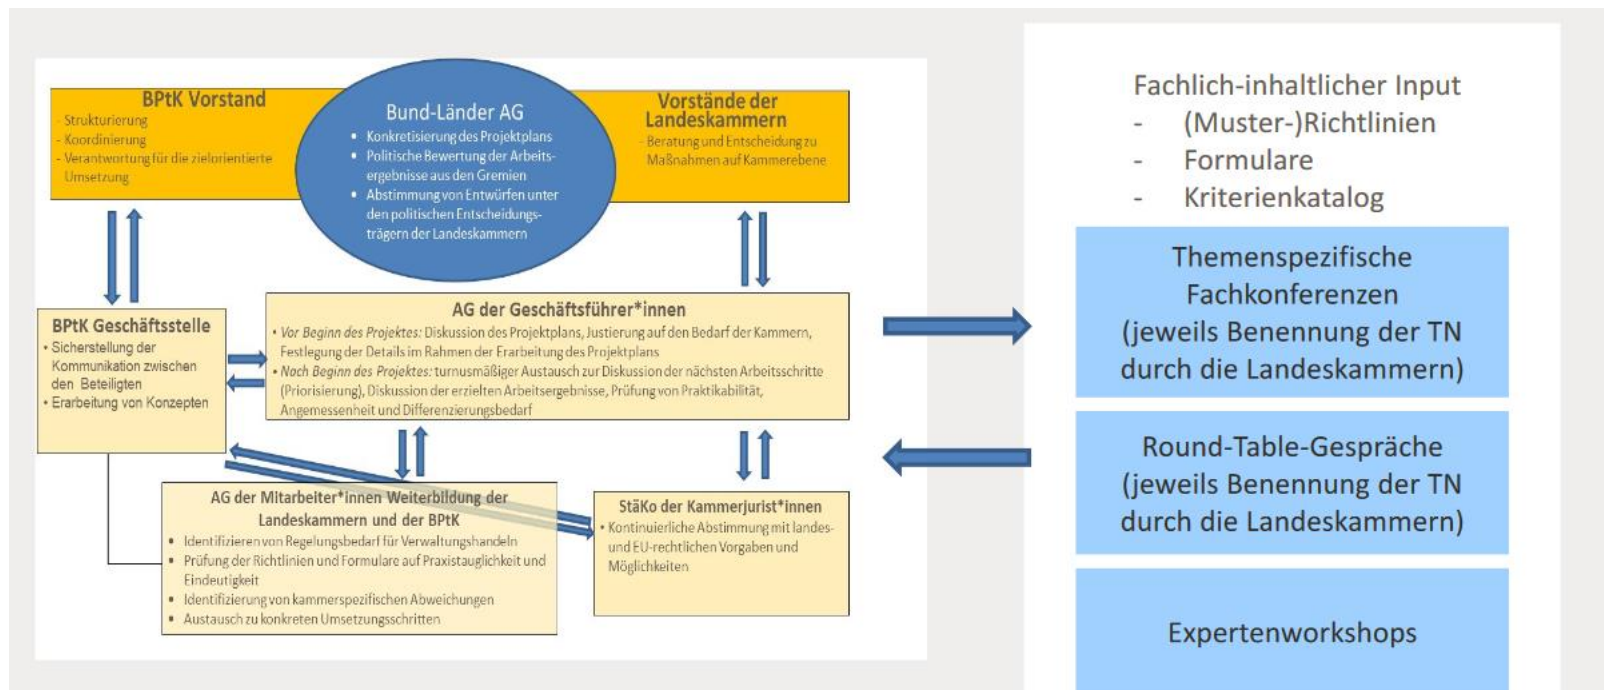 BPtK Vorstand
- Strukturierung
- Koordinierung
- Verantwortung für die zielorientierte
Umsetzung
Bund-Länder AG
• Konkretisierung des Projektplans
• Politische Bewertung der Arbeits-
ergebnisse aus den Gremien
• Abstimmung von Entwürfen unter
den politischen Entscheidungs-
trägern der Landeskammern
Vorstände der
Landeskammern
- Beratung und Entscheidung zu
Maßnahmen auf Kammerebene
BPtK Geschäftsstelle
• Sicherstellung der
Kommunikation zwischen
den Beteiligten
• Erarbeitung von Konzepten
AG der Geschäftsführer*innen
• Vor Beginn des Projektes: Diskussion des Projektplans, Justierung auf den Bedarf der Kammern,
Festlegung der Details im Rahmen der Erarbeitung des Projektplans
• Nach Beginn des Projektes: turnusmäßiger Austausch zur Diskussion der nächsten Arbeitsschritte
(Priorisierung), Diskussion der erzielten Arbeitsergebnisse, Prüfung von Praktikabilität,
Angemessenheit und Differenzierungsbedarf
AG der Mitarbeiter*innen Weiterbildung der
Landeskammern und der BPtK
• Identifizieren von Regelungsbedarf für Verwaltungshandeln
• Prüfung der Richtlinien und Formulare auf Praxistauglichkeit und
Eindeutigkeit
• Identifizierung von kammerspezifischen Abweichungen
• Austausch zu konkreten Umsetzungsschritten
StäKo der Kammerjurist*innen
• Kontinuierliche Abstimmung mit landes-
und EU-rechtlichen Vorgaben und
Möglichkeiten
Fachlich-inhaltlicher Input
- (Muster-)Richtlinien
- Formulare
- Kriterienkatalog
Themenspezifische
Fachkonferenzen
(jeweils Benennung der TN
durch die Landeskammern)
Round-Table-Gespräche
(jeweils Benennung der TN
durch die Landeskammern)
Expertenworkshops